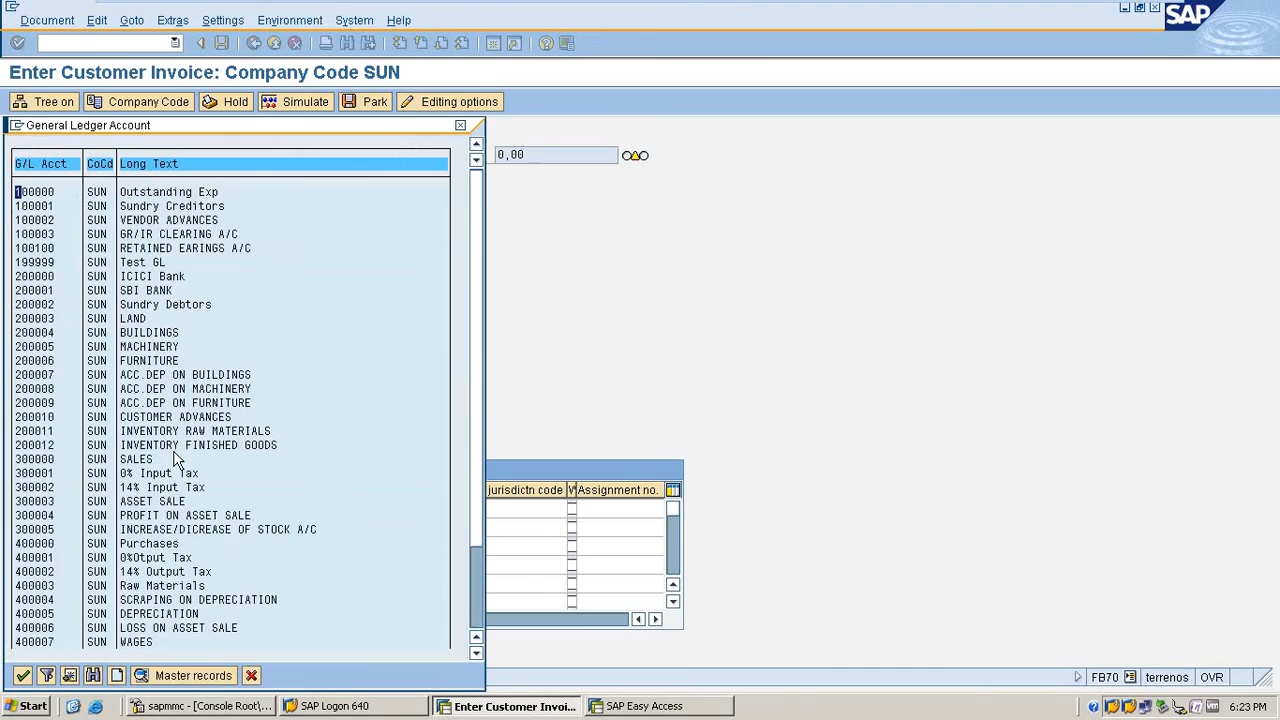 Document Edit Goto Extras Settings Environment System Help
SAP
Enter Customer Invoice: Company Code SUN
Tree on Company Code Hold Simulate Park Editing options
General Ledger Account
0,00
G/L Acct CoCd Long Text
100000 SUN Outstanding Exp
100001 SUN Sundry Creditors
100002 SUN VENDOR ADVANCES
100003 SUN GR/IR CLEARING A/C
100100 SUN RETAINED EARINGS A/C
199999 SUN Test GL
200000 SUN ICICI Bank
200001 SUN SBI BANK
200002 SUN Sundry Debtors
200003 SUN LAND
200004 SUN BUILDINGS
200005 SUN MACHINERY
200006 SUN FURNITURE
200007 SUN ACC.DEP ON BUILDINGS
200008 SUN ACC.DEP ON MACHINERY
200009 SUN ACC.DEP ON FURNITURE
200010 SUN CUSTOMER ADVANCES
200011 SUN INVENTORY RAW MATERIALS
200012 SUN INVENTORY FINISHED GOODS
300000 SUN SALES
300001 SUN 0% Input Tax
300002 SUN 14% Input Tax
jurisdictn code Assignment no.
300003 SUN ASSET SALE
300004 SUN PROFIT ON ASSET SALE
300005 SUN INCREASE/DICREASE OF STOCK A/C
400000 SUN Purchases
400001 SUN 0%Otput Tax
400002 SUN 14% Output Tax
400003 SUN Raw Materials
400004 SUN SCRAPING ON DEPRECIATION
400005 SUN DEPRECIATION
400006 SUN LOSS ON ASSET SALE
400007 SUN WAGES
Master records
FB70 terrenos OVR
Start sapmmc - [Console Root\... SAP Logon 640 Enter Customer Invoi... SAP Easy Access 6:23 PM